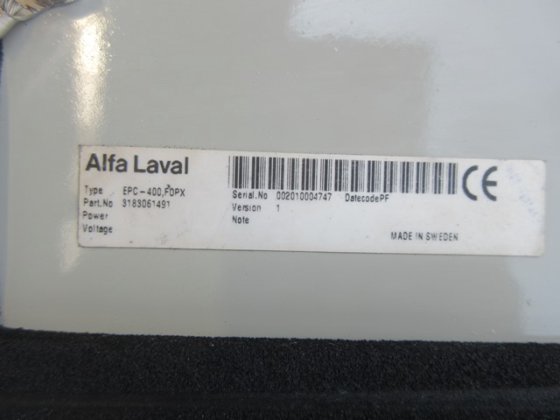 Alfa Laval
Type EPC-400,FOPX
Part.No 3183061491
Power
Voltage
Serial.No 002010004747 DatecodePF
Version 1
Note
CE
MADE IN SWEDEN